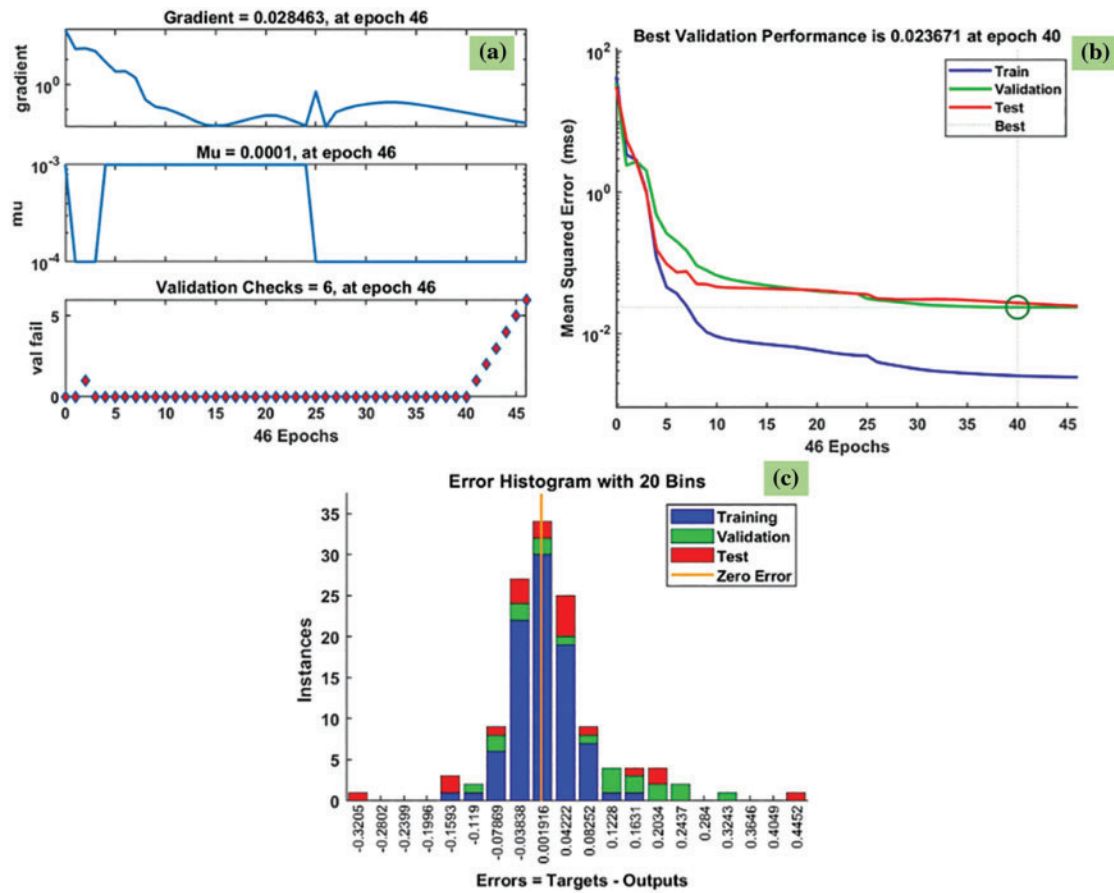 Gradient = 0.028463, at epoch 46
(a)
gradient
10^0
Mu = 0.0001, at epoch 46
mu
10^-3
10^-4
Validation Checks = 6, at epoch 46
val fail
5
0
0 5 10 15 20 25 30 35 40 45
46 Epochs
Best Validation Performance is 0.023671 at epoch 40
(b)
Train
Validation
Test
Best
Mean Squared Error (mse)
10^2
10^0
10^-2
0 5 10 15 20 25 30 35 40 45
46 Epochs
Error Histogram with 20 Bins
(c)
Training
Validation
Test
Zero Error
Instances
35
30
25
20
15
10
5
0
-0.3205 -0.2802 -0.2399 -0.1996 -0.1593 -0.119 -0.07869 -0.03838 0.001916 0.04222 0.08252 0.1228 0.1631 0.2034 0.2437 0.284 0.3243 0.3646 0.4049 0.4452
Errors = Targets - Outputs